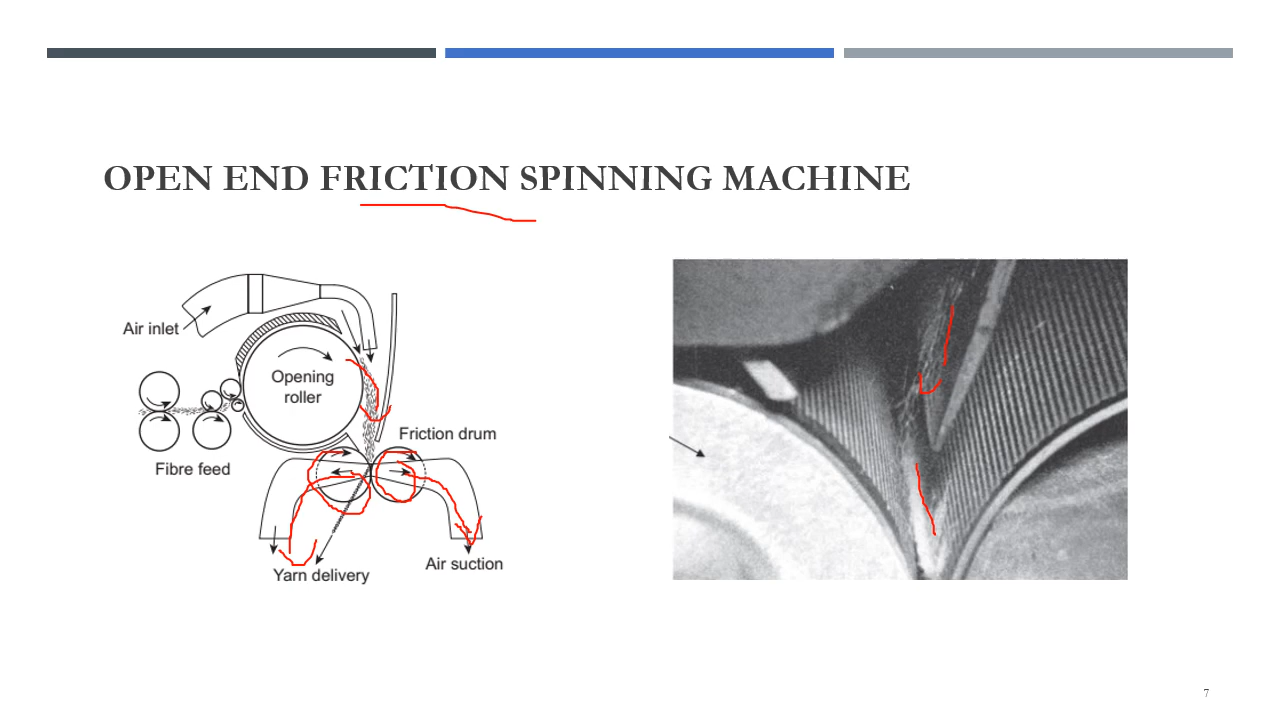 OPEN END FRICTION SPINNING MACHINE
Air inlet
Opening
roller
Friction drum
Fibre feed
Air suction
Yarn delivery
7